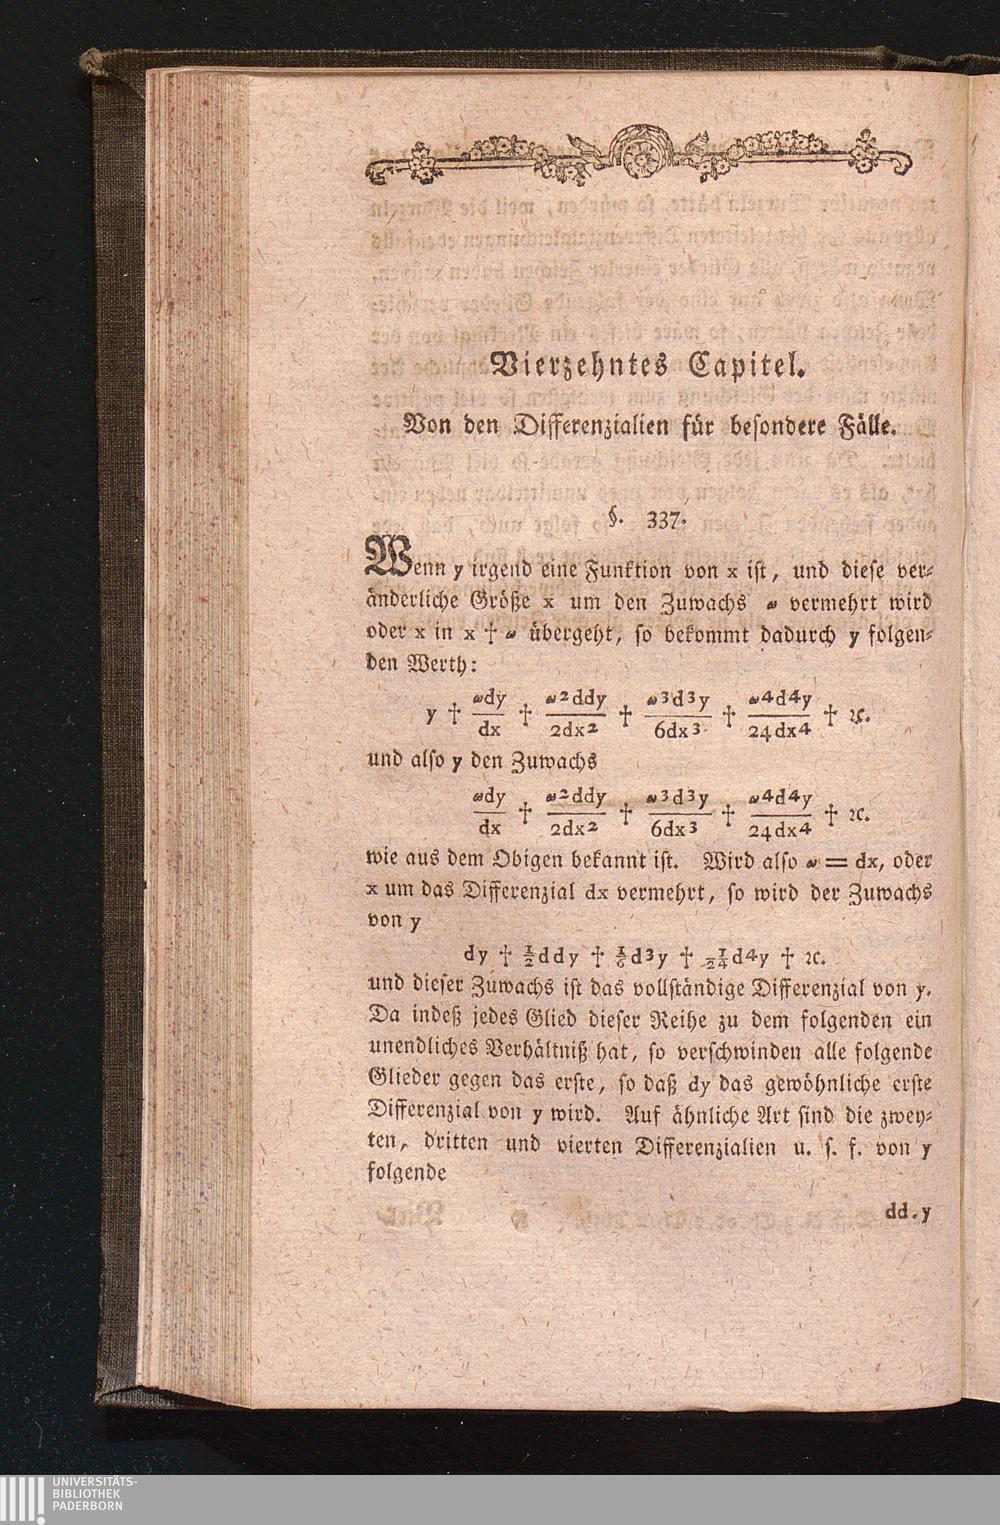 Vierzehntes Capitel.
Von den Differenzialien für besondere Fälle.
§. 337.
Wenn y irgend eine Funktion von x ist, und diese ver-
änderliche Größe x um den Zuwachs ω vermehrt wird
oder x in x † ω übergeht, so bekommt dadurch y folgen-
den Werth:
y † ωdy/dx † ω²ddy/2dx² † ω³d³y/6dx³ † ω⁴d⁴y/24dx⁴ † ꝛc.
und also y den Zuwachs
ωdy/dx † ω²ddy/2dx² † ω³d³y/6dx³ † ω⁴d⁴y/24dx⁴ † ꝛc.
wie aus dem Obigen bekannt ist. Wird also ω = dx, oder
x um das Differenzial dx vermehrt, so wird der Zuwachs
von y
dy † ½ddy † ⅙d³y † 1/24d⁴y † ꝛc.
und dieser Zuwachs ist das vollständige Differenzial von y.
Da indeß jedes Glied dieser Reihe zu dem folgenden ein
unendliches Verhältniß hat, so verschwinden alle folgende
Glieder gegen das erste, so daß dy das gewöhnliche erste
Differenzial von y wird. Auf ähnliche Art sind die zwey-
ten, dritten und vierten Differenzialien u. s. f. von y
folgende
dd.y
UNIVERSITÄTS-
BIBLIOTHEK
PADERBORN